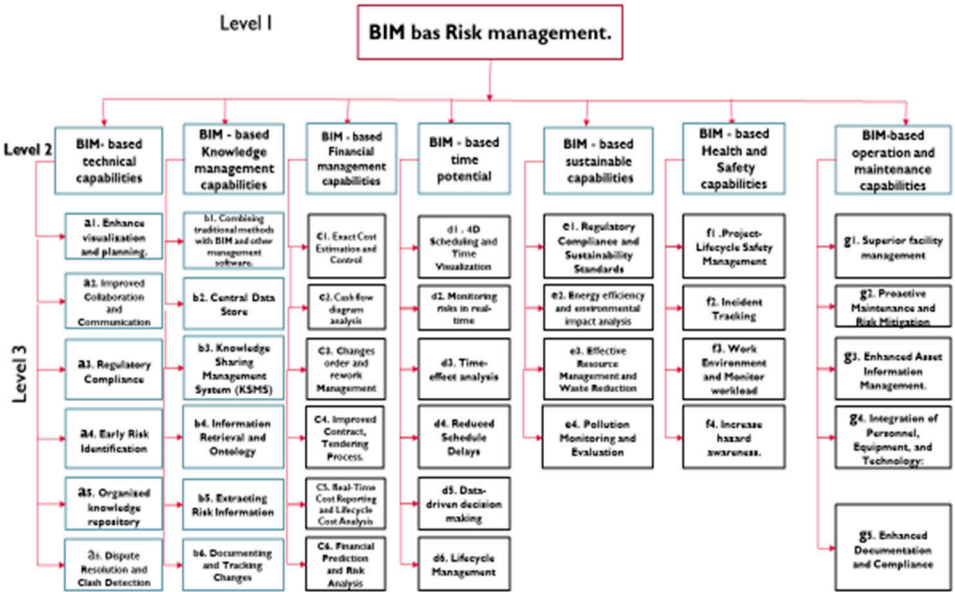 Level 1
BIM bas Risk management.
Level 2
BIM- based
technical
capabilities
BIM - based
Knowledge
management
capabilities
BIM - based
Financial
management
capabilities
BIM - based
time
potential
BIM - based
sustainable
capabilities
BIM - based
Health and
Safety
capabilities
BIM-based
operation and
maintenance
capabilities
Level 3
a1. Enhance
visualization
and planning.
a2. Improved
Collaboration
and
Communication
a3. Regulatory
Compliance
a4. Early Risk
Identification
a5. Organized
knowledge
repository
a6. Dispute
Resolution and
Clash Detection
b1. Combining
traditional methods
with BIM and other
management
software.
b2. Central Data
Store
b3. Knowledge
Sharing
Management
System (KSMS)
b4. Information
Retrieval and
Ontology
b5. Extracting
Risk Information
b6. Documenting
and Tracking
Changes
C1. Exact Cost
Estimation and
Control
c2. Cash flow
diagram
analysis
C3. Changes
order and
rework
Management
C4. Improved
Contract,
Tendering
Process.
C5. Real-Time
Cost Reporting
and Lifecycle
Cost Analysis
C6. Financial
Prediction
and Risk
Analysis
d1 . 4D
Scheduling and
Time
Visualization
d2. Monitoring
risks in real-
time
d3. Time-
effect analysis
d4. Reduced
Schedule
Delays
d5. Data-
driven decision
making
d6. Lifecycle
Management
e1. Regulatory
Compliance and
Sustainability
Standards
e2. Energy efficiency
and environmental
impact analysis
e3. Effective
Resource
Management and
Waste Reduction
e4. Pollution
Monitoring and
Evaluation
f1 .Project-
Lifecycle Safety
Management
f2. Incident
Tracking
f3. Work
Environment
and Monitor
workload
f4. Increase
hazard
awareness.
g1. Superior facility
management
g2. Proactive
Maintenance and
Risk Mitigation
g3. Enhanced Asset
Information
Management.
g4. Integration of
Personnel,
Equipment, and
Technology:
g5. Enhanced
Documentation
and Compliance